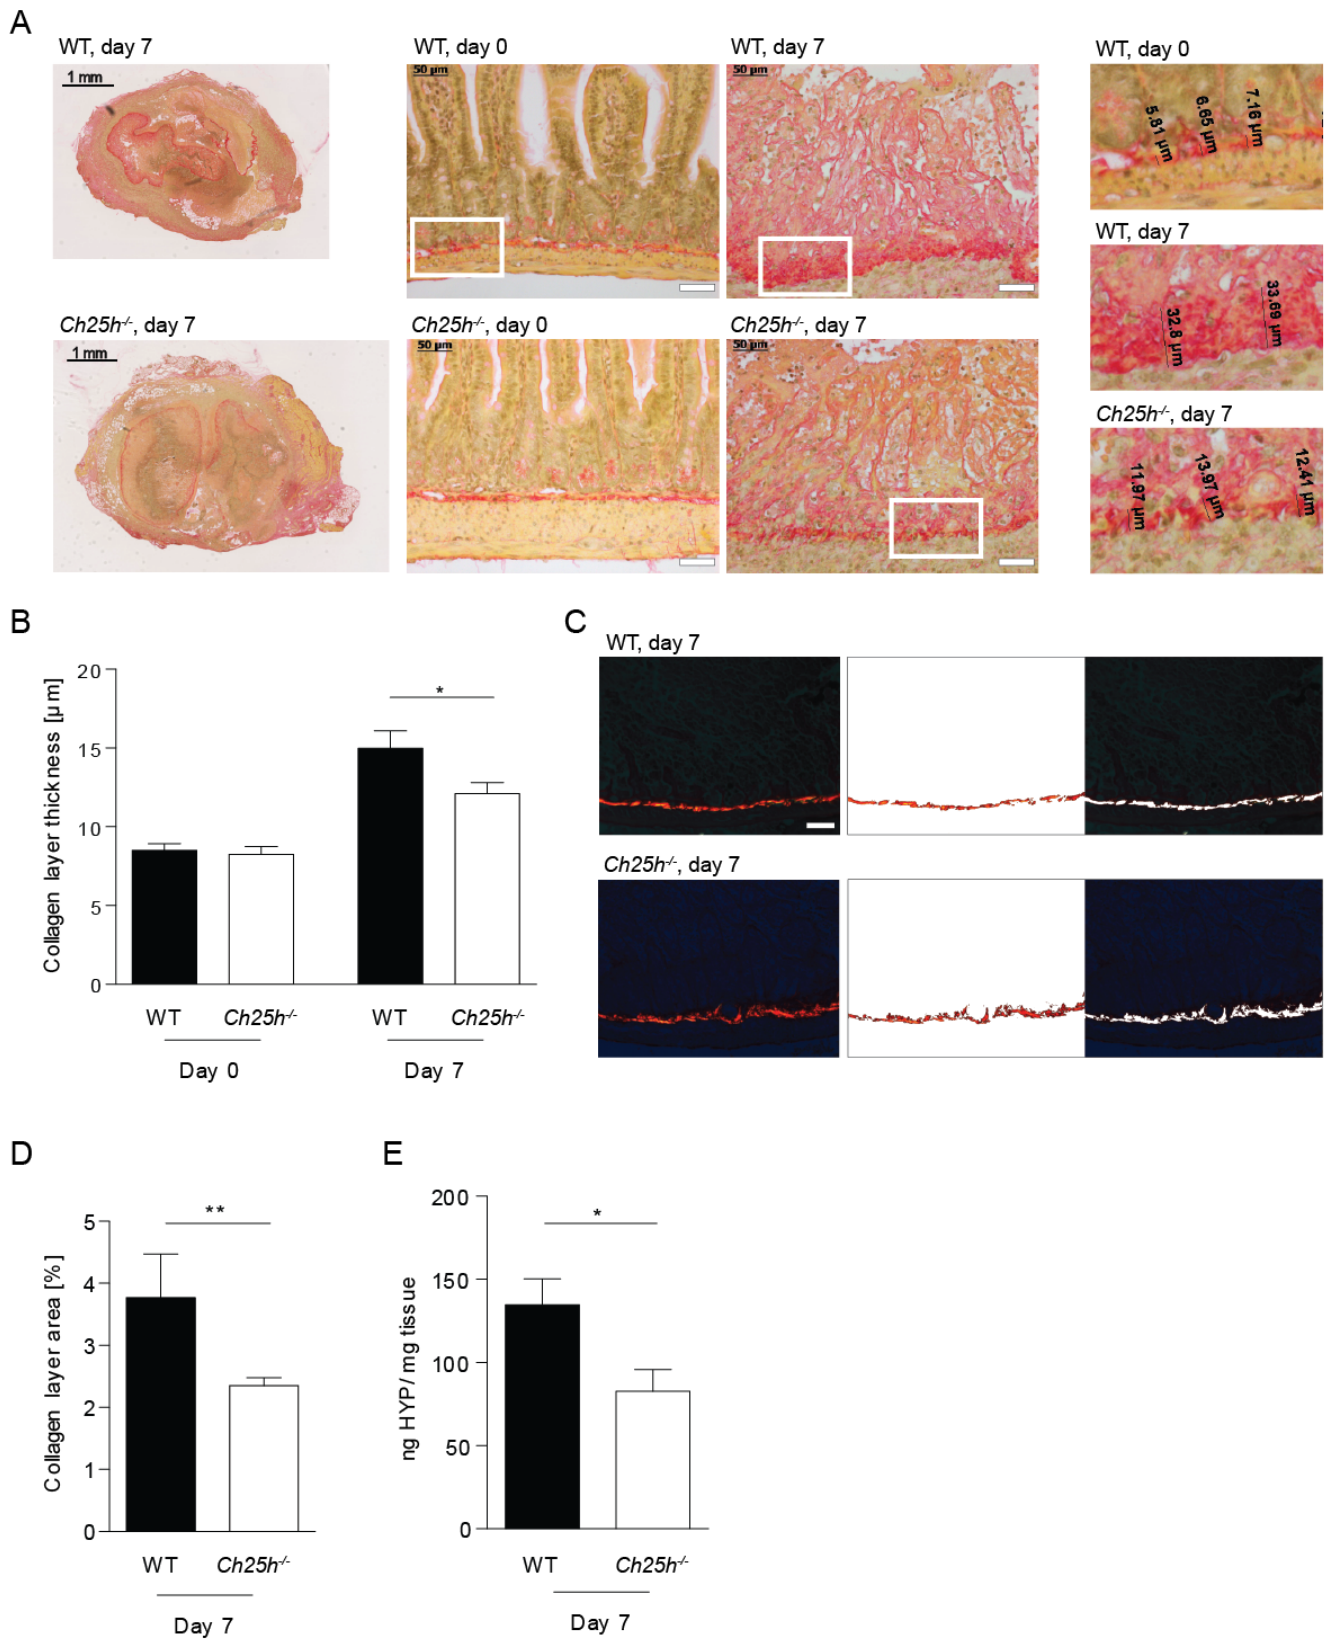 A
WT, day 7
1 mm
WT, day 0
50 µm
WT, day 7
50 µm
WT, day 0
5.81 µm
6.65 µm
7.16 µm
WT, day 7
32.8 µm
33.69 µm
Ch25h-/-, day 7
1 mm
Ch25h-/-, day 0
50 µm
Ch25h-/-, day 7
50 µm
Ch25h-/-, day 7
11.97 µm
13.97 µm
12.41 µm
B
Collagen layer thickness [µm]
20
15
10
5
0
*
WT
Ch25h-/-
WT
Ch25h-/-
Day 0
Day 7
C
WT, day 7
Ch25h-/-, day 7
D
Collagen layer area [%]
5
4
3
2
1
0
**
WT
Ch25h-/-
Day 7
E
ng HYP/ mg tissue
200
150
100
50
0
*
WT
Ch25h-/-
Day 7